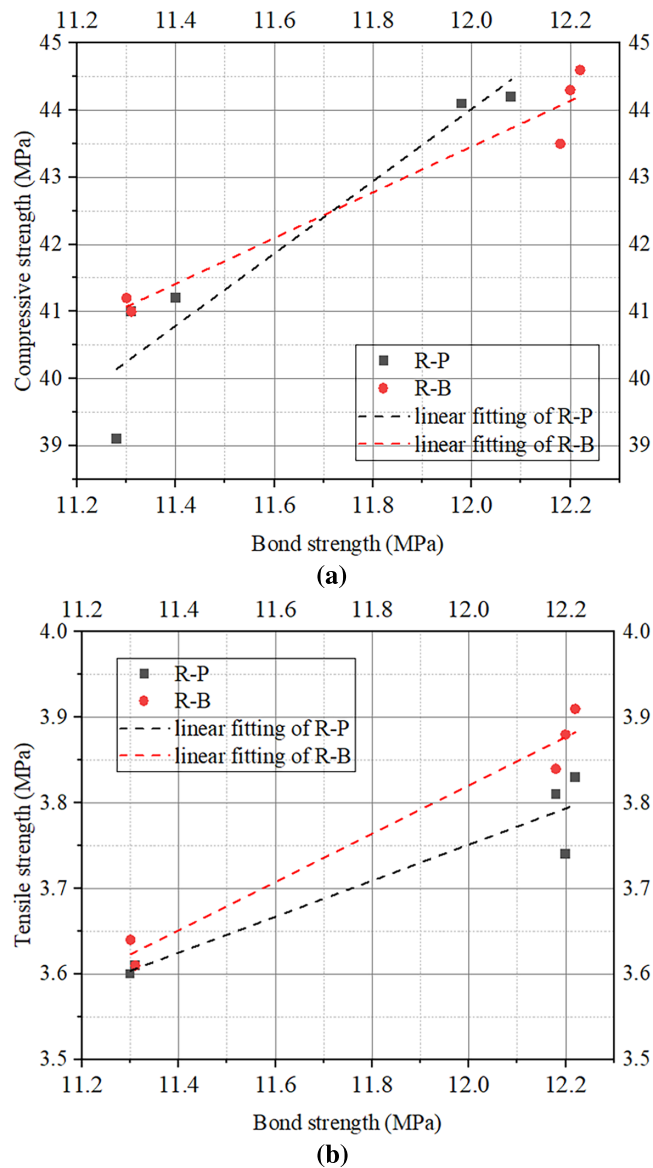 11.2 11.4 11.6 11.8 12.0 12.2
45 45
44 44
43 43
42 42
41 41
40 40
39 39
Compressive strength (MPa)
R-P
R-B
linear fitting of R-P
linear fitting of R-B
11.2 11.4 11.6 11.8 12.0 12.2
Bond strength (MPa)
(a)
11.2 11.4 11.6 11.8 12.0 12.2
4.0 4.0
3.9 3.9
3.8 3.8
3.7 3.7
3.6 3.6
3.5 3.5
Tensile strength (MPa)
R-P
R-B
linear fitting of R-P
linear fitting of R-B
11.2 11.4 11.6 11.8 12.0 12.2
Bond strength (MPa)
(b)